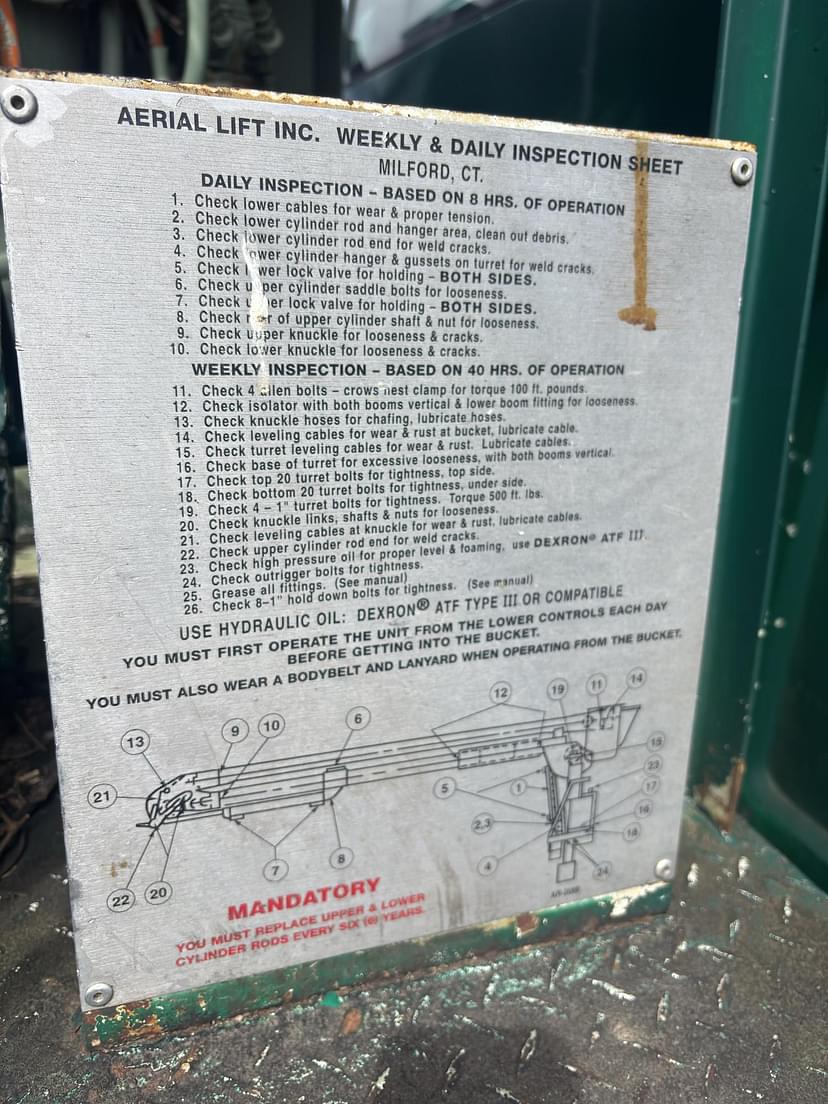 AERIAL LIFT INC. WEEKLY & DAILY INSPECTION SHEET
MILFORD, CT.
DAILY INSPECTION – BASED ON 8 HRS. OF OPERATION
1. Check lower cables for wear & proper tension.
2. Check lower cylinder rod and hanger area, clean out debris.
3. Check lower cylinder rod end for weld cracks.
4. Check lower cylinder hanger & gussets on turret for weld cracks.
5. Check lower lock valve for holding – BOTH SIDES.
6. Check upper cylinder saddle bolts for looseness.
7. Check upper lock valve for holding – BOTH SIDES.
8. Check rear of upper cylinder shaft & nut for looseness.
9. Check upper knuckle for looseness & cracks.
10. Check lower knuckle for looseness & cracks.
WEEKLY INSPECTION – BASED ON 40 HRS. OF OPERATION
11. Check 4 allen bolts – crows nest clamp for torque 100 ft. pounds.
12. Check isolator with both booms vertical & lower boom fitting for looseness.
13. Check knuckle hoses for chafing, lubricate hoses.
14. Check leveling cables for wear & rust at bucket, lubricate cable.
15. Check turret leveling cables for wear & rust. Lubricate cables.
16. Check base of turret for excessive looseness, with both booms vertical.
17. Check top 20 turret bolts for tightness, top side.
18. Check bottom 20 turret bolts for tightness, under side.
19. Check 4 – 1" turret bolts for tightness. Torque 500 ft. lbs.
20. Check knuckle links, shafts & nuts for looseness.
21. Check leveling cables at knuckle for wear & rust, lubricate cables.
22. Check upper cylinder rod end for weld cracks.
23. Check high pressure oil for proper level & foaming, use DEXRON® ATF III.
24. Check outrigger bolts for tightness.
25. Grease all fittings. (See manual)
26. Check 8–1" hold down bolts for tightness. (See manual)
USE HYDRAULIC OIL: DEXRON® ATF TYPE III OR COMPATIBLE
YOU MUST FIRST OPERATE THE UNIT FROM THE LOWER CONTROLS EACH DAY
BEFORE GETTING INTO THE BUCKET.
YOU MUST ALSO WEAR A BODYBELT AND LANYARD WHEN OPERATING FROM THE BUCKET.
12 19 11 14
13 9 10 6
15
21 5 1 23
17
2,3 16
18
7 8 4 24
22 20
MANDATORY
YOU MUST REPLACE UPPER & LOWER
CYLINDER RODS EVERY SIX (6) YEARS.